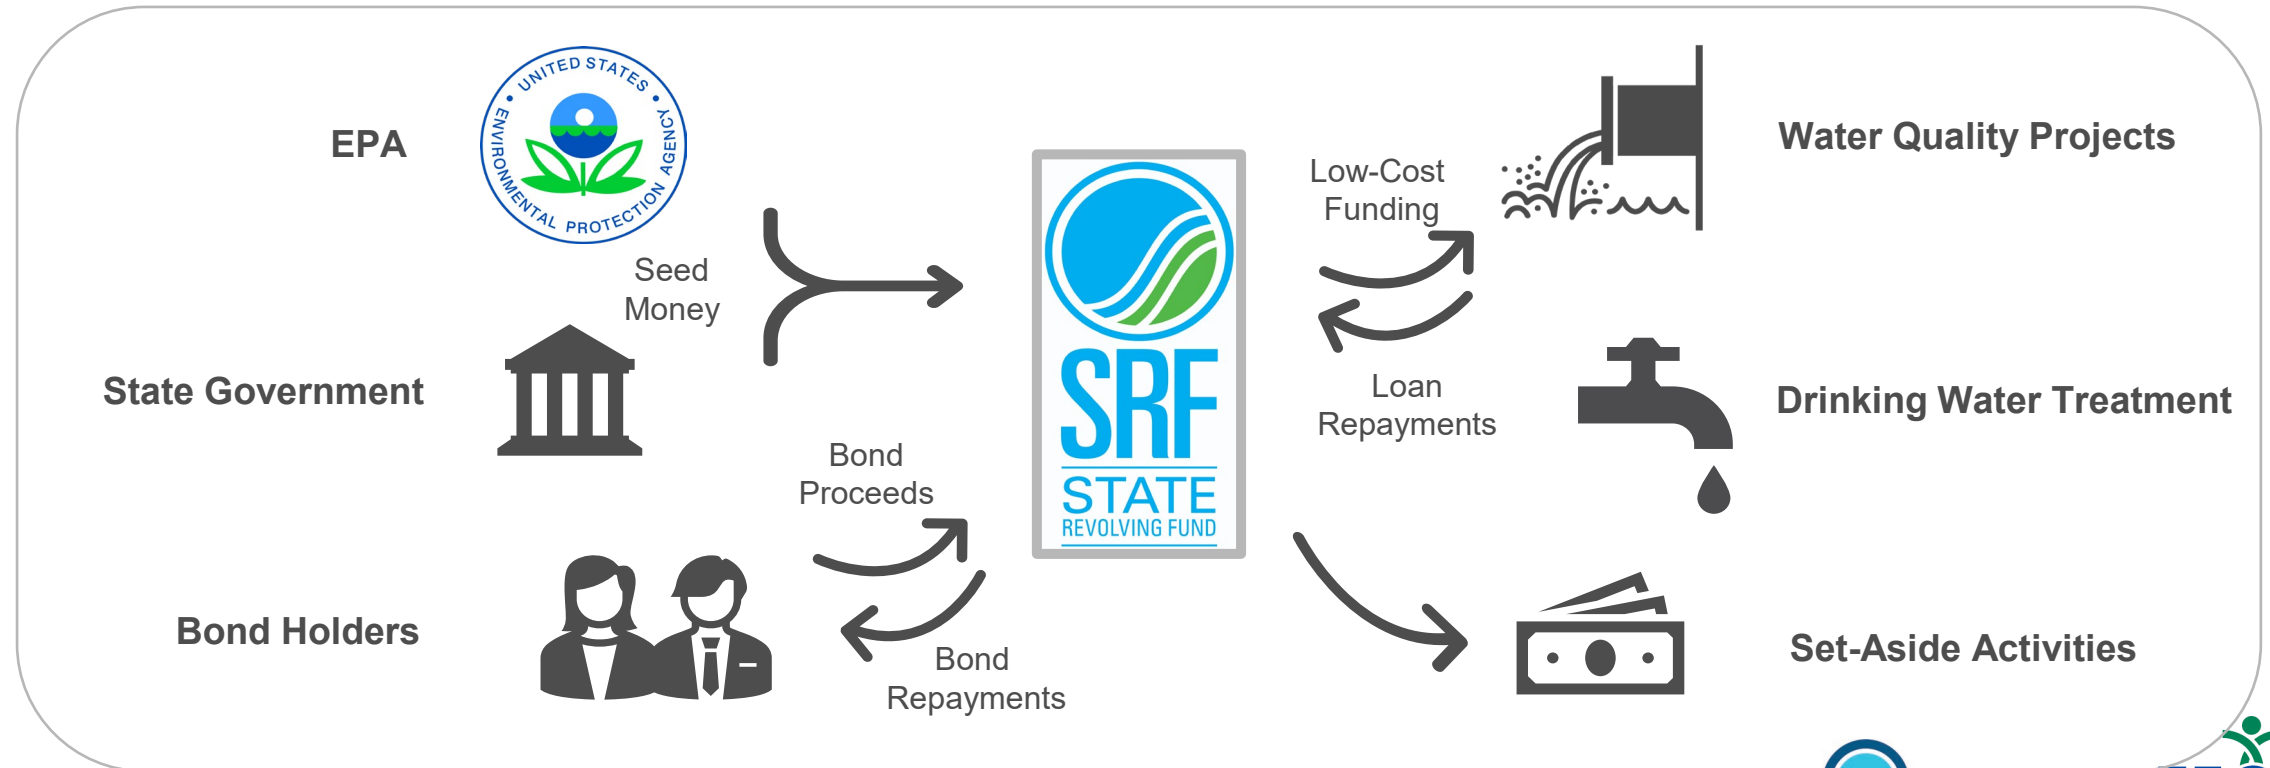 EPA
UNITED STATES
ENVIRONMENTAL PROTECTION AGENCY
Seed
Money
State Government
Bond
Proceeds
Bond Holders
Bond
Repayments
SRF
STATE
REVOLVING FUND
Low-Cost
Funding
Loan
Repayments
Water Quality Projects
Drinking Water Treatment
Set-Aside Activities